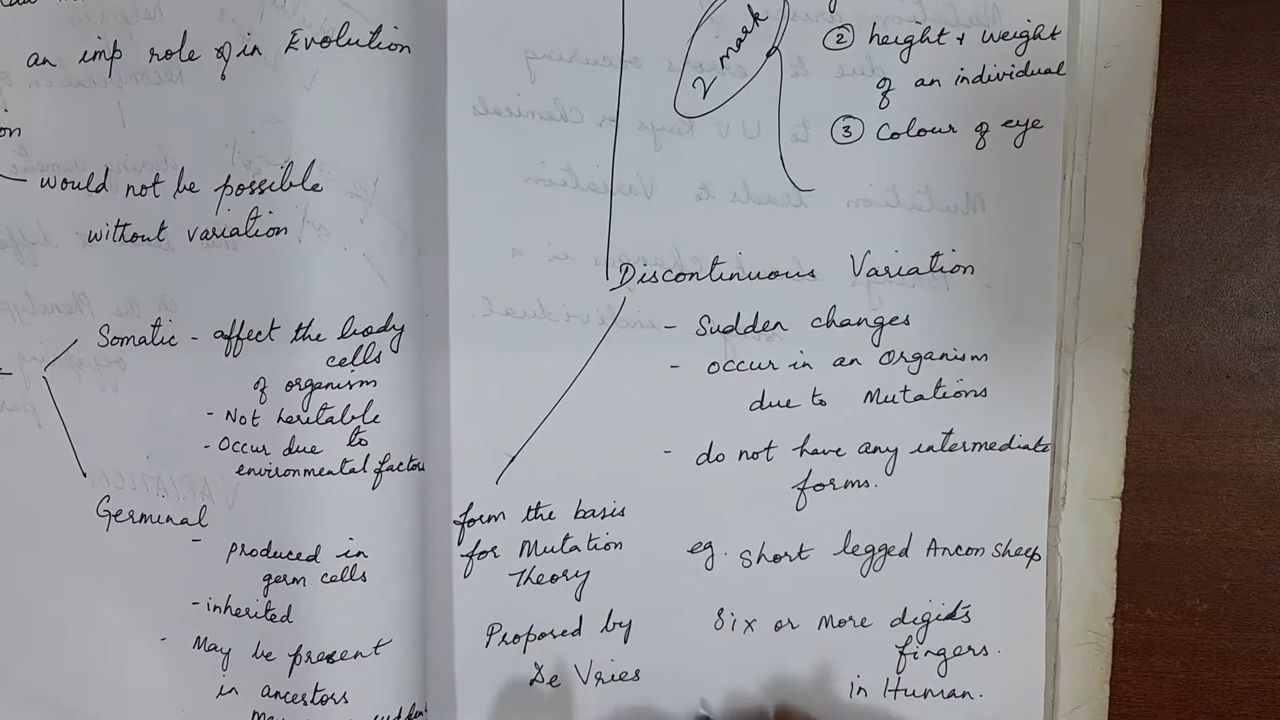 an imp role of in Evolution
would not be possible
without variation
Somatic - affect the body
cells
of organism
- Not heritable
- Occur due to
environmental factors
Germinal
- produced in
germ cells
- inherited
- May be present
in ancestors
2 mark
② height & weight
of an individual
③ Colour of eye
Discontinuous Variation
- Sudden changes
- occur in an Organism
due to Mutations
- do not have any intermediate
forms.
form the basis
for Mutation
Theory
Proposed by
De Vries
eg. Short legged Ancon sheep
Six or more digits
fingers.
in Human.